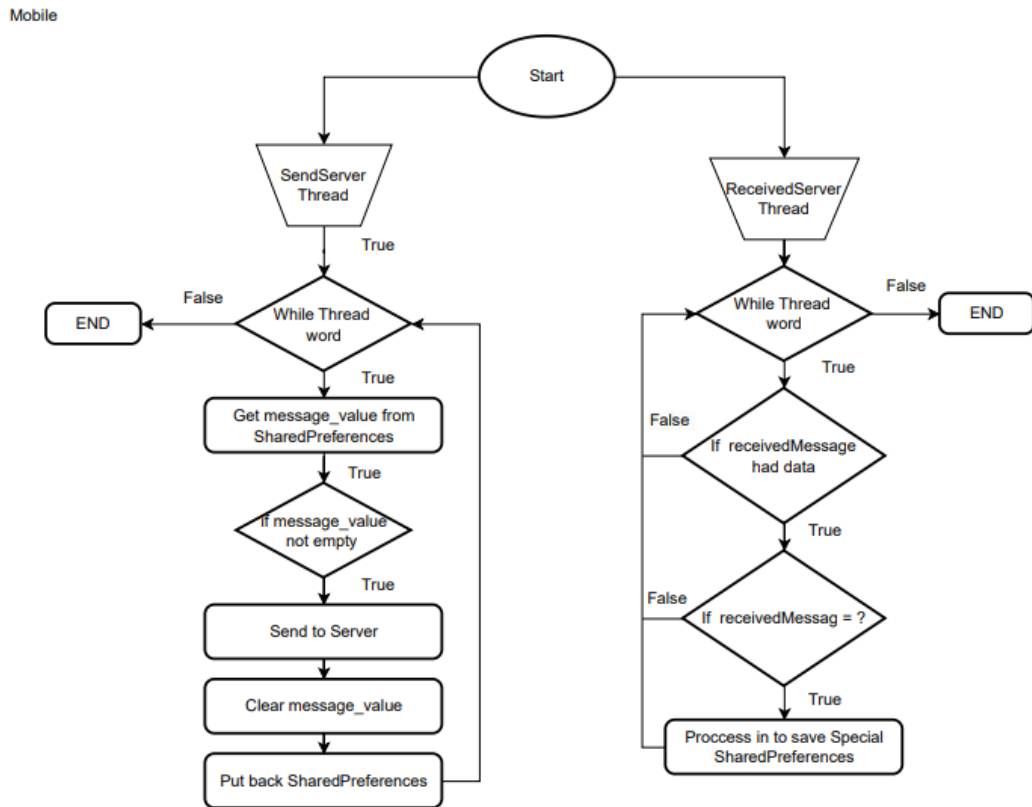 Mobile
Start
SendServer
Thread
True
While Thread
word
False
END
True
Get message_value from
SharedPreferences
True
If message_value
not empty
True
Send to Server
Clear message_value
Put back SharedPreferences
ReceivedServer
Thread
While Thread
word
False
END
True
If receivedMessage
had data
False
True
If receivedMessag = ?
False
True
Proccess in to save Special
SharedPreferences